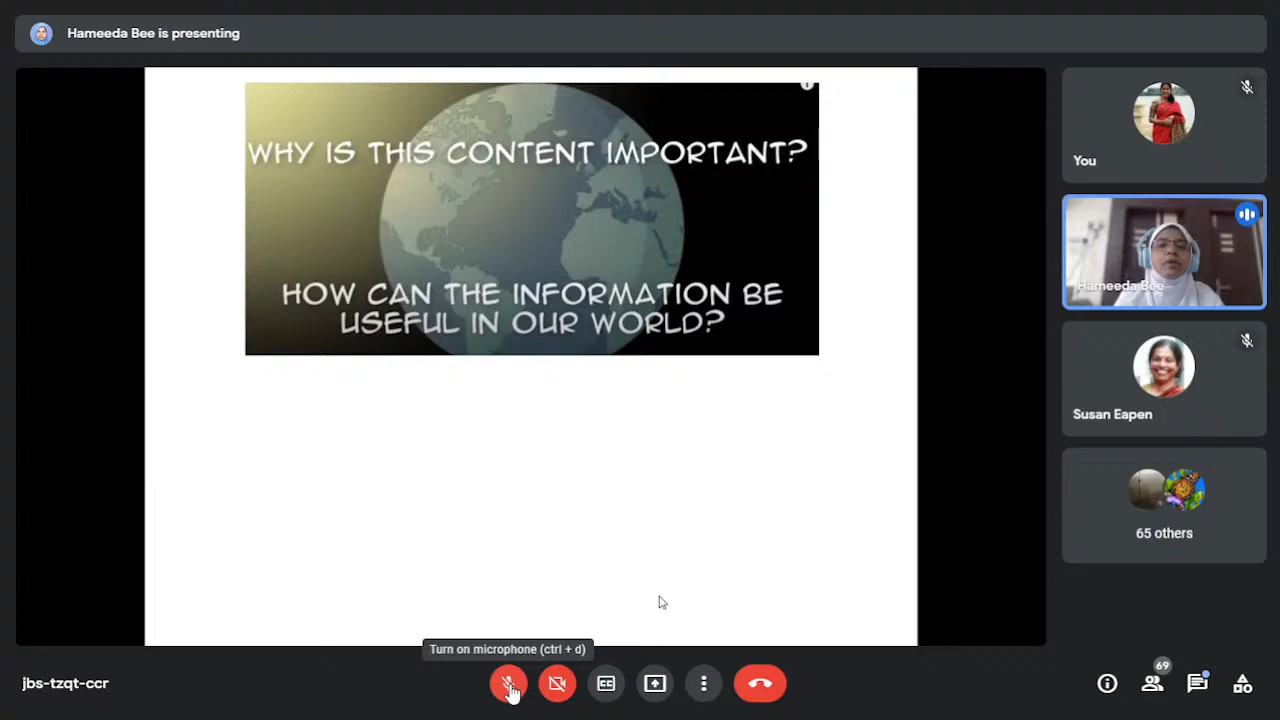 Hameeda Bee is presenting
WHY IS THIS CONTENT IMPORTANT?
HOW CAN THE INFORMATION BE
USEFUL IN OUR WORLD?
You
Hameeda Bee
Susan Eapen
65 others
Turn on microphone (ctrl + d)
jbs-tzqt-ccr
CC
69